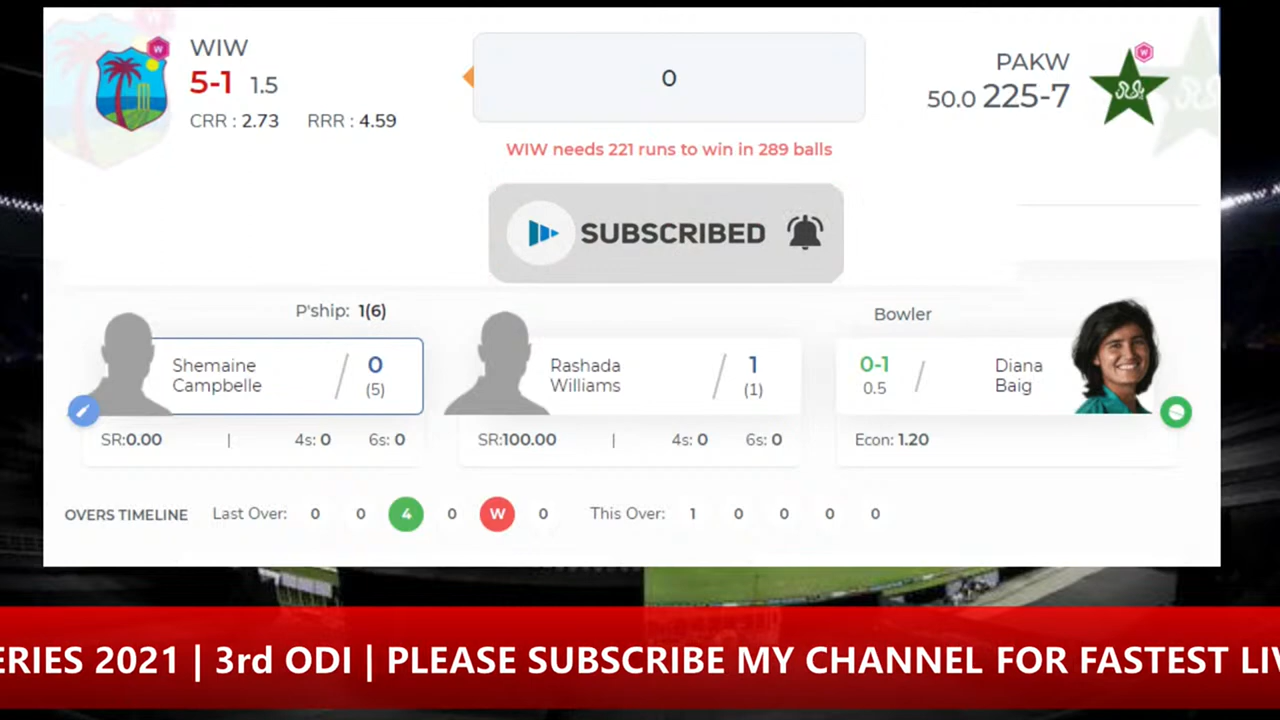 WIW
5-1 1.5
CRR : 2.73 RRR : 4.59
0
PAKW
50.0 225-7
WIW needs 221 runs to win in 289 balls
SUBSCRIBED
P'ship: 1(6)
Bowler
Shemaine
Campbelle
/ 0
(5)
Rashada
Williams
/ 1
(1)
0-1
0.5
/
Diana
Baig
SR:0.00 | 4s: 0 6s: 0
SR:100.00 | 4s: 0 6s: 0
Econ: 1.20
OVERS TIMELINE Last Over: 0 0 4 0 W 0 This Over: 1 0 0 0 0
ERIES 2021 | 3rd ODI | PLEASE SUBSCRIBE MY CHANNEL FOR FASTEST LIV